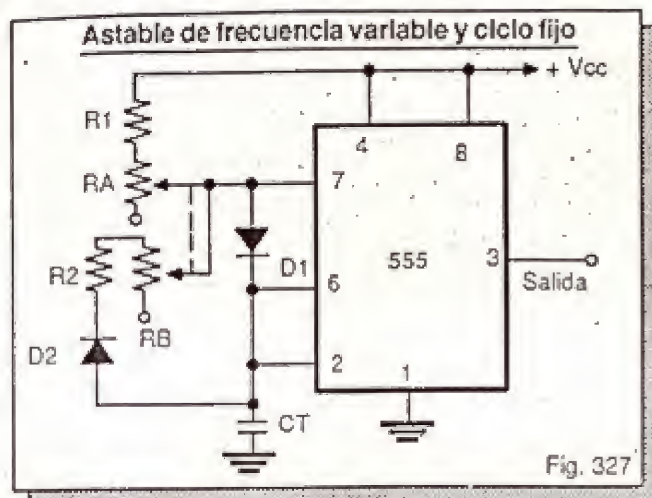 Astable de frecuencia variable y ciclo fijo
+ Vcc
R1
4
8
RA
7
D1
555
3
Salida
R2
6
RB
D2
2
1
CT
Fig. 327